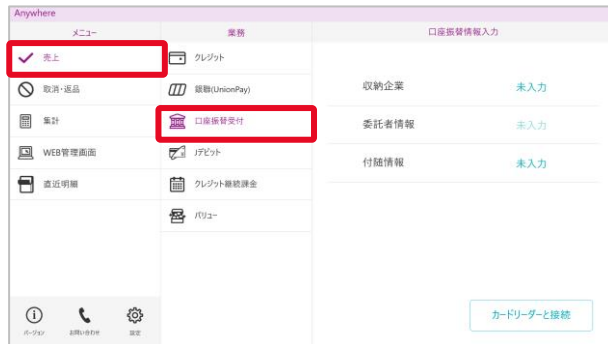 Anywhere
メニュー
業務
口座振替情報入力
売上
クレジット
取消・返品
銀聯(UnionPay)
収納企業
未入力
集計
口座振替受付
委託者情報
未入力
WEB管理画面
Jデビット
付随情報
未入力
直近明細
クレジット継続課金
バリュー
カードリーダーと接続
バージョン
お問い合わせ
設定